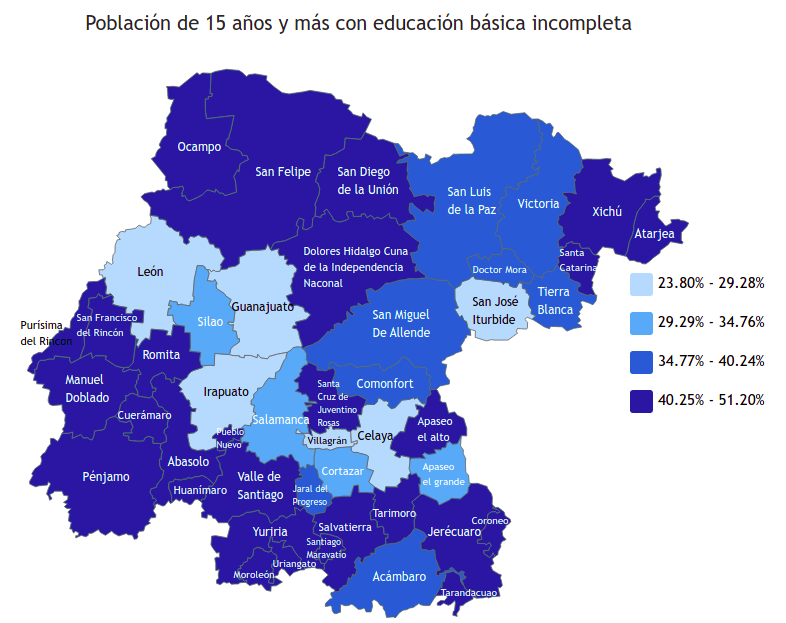 Población de 15 años y más con educación básica incompleta
Ocampo
San Felipe
San Diego
de la Unión
San Luis
de la Paz
Victoria
Xichú
Atarjea
Santa
Catarina
Doctor Mora
Tierra
Blanca
San José
Iturbide
Dolores Hidalgo Cuna
de la Independencia
Naconal
León
Guanajuato
Silao
San Francisco
del Rincón
Purísima
del Rincon
Romita
San Miguel
De Allende
Manuel
Doblado
Irapuato
Comonfort
Santa
Cruz de
Juventino
Rosas
Salamanca
Cuerámaro
Pueblo
Nuevo
Villagrán
Celaya
Apaseo
el alto
Abasolo
Pénjamo
Huanímaro
Valle de
Santiago
Cortazar
Apaseo
el grande
Jaral del
Progreso
Tarimoro
Salvatierra
Jerécuaro
Coroneo
Yuriria
Santiago
Maravatío
Uriangato
Moroleón
Acámbaro
Tarandacuao
23.80% - 29.28%
29.29% - 34.76%
34.77% - 40.24%
40.25% - 51.20%